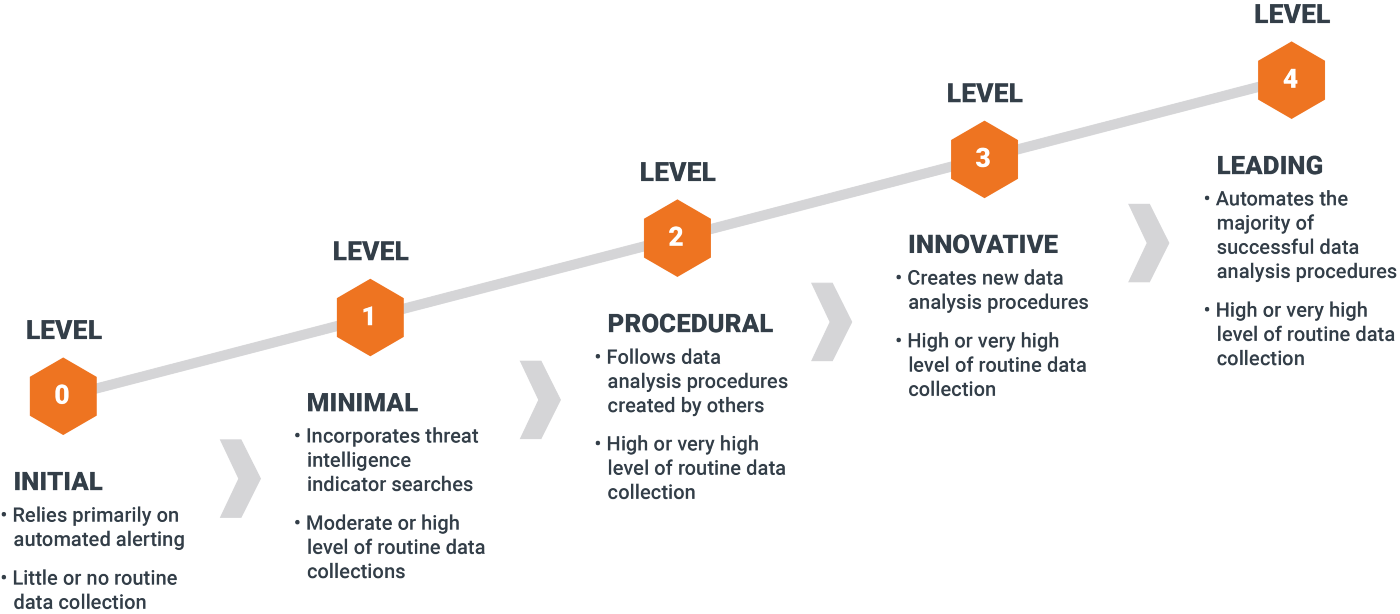 LEVEL
0
INITIAL
• Relies primarily on
automated alerting
• Little or no routine
data collection
LEVEL
1
MINIMAL
• Incorporates threat
intelligence
indicator searches
• Moderate or high
level of routine data
collections
LEVEL
2
PROCEDURAL
• Follows data
analysis procedures
created by others
• High or very high
level of routine data
collection
LEVEL
3
INNOVATIVE
• Creates new data
analysis procedures
• High or very high
level of routine data
collection
LEVEL
4
LEADING
• Automates the
majority of
successful data
analysis procedures
• High or very high
level of routine data
collection